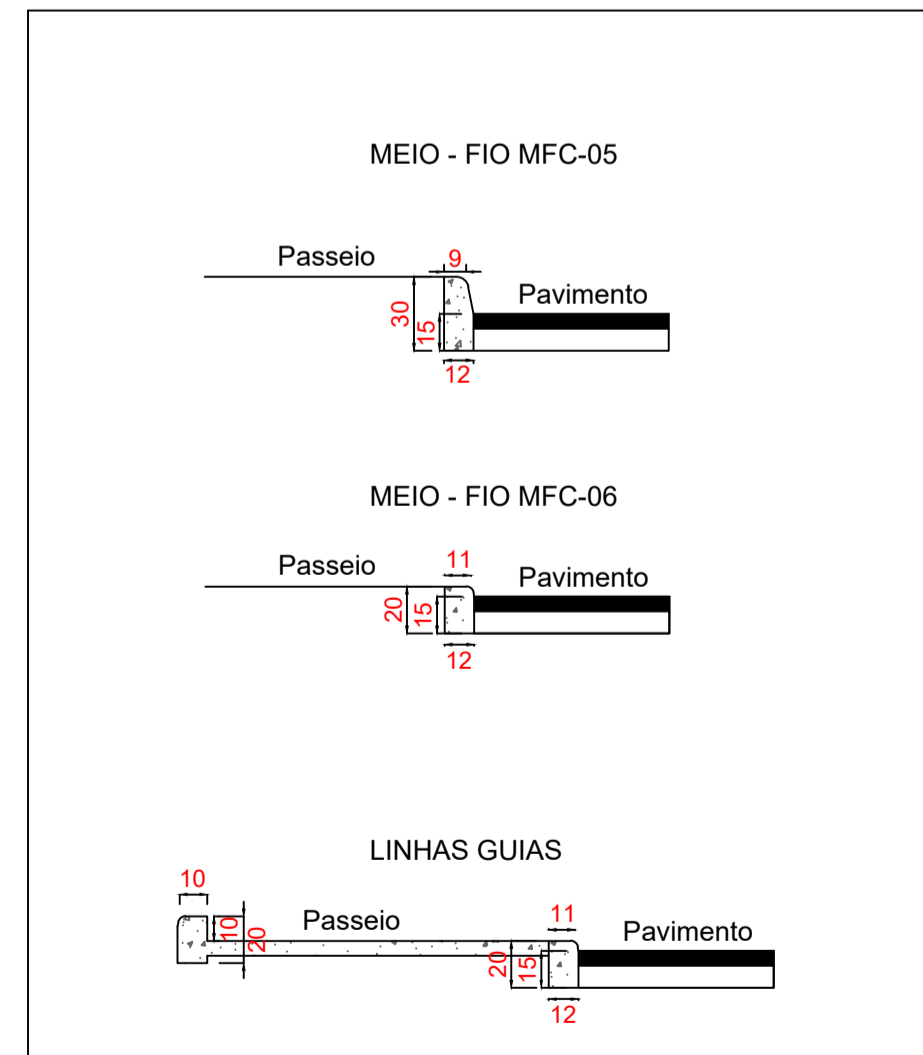 MEIO - FIO MFC-05
Passeio
9
Pavimento
30
15
12
MEIO - FIO MFC-06
Passeio
11
Pavimento
20
15
12
LINHAS GUIAS
10
Passeio
11
Pavimento
10
20
20
15
12